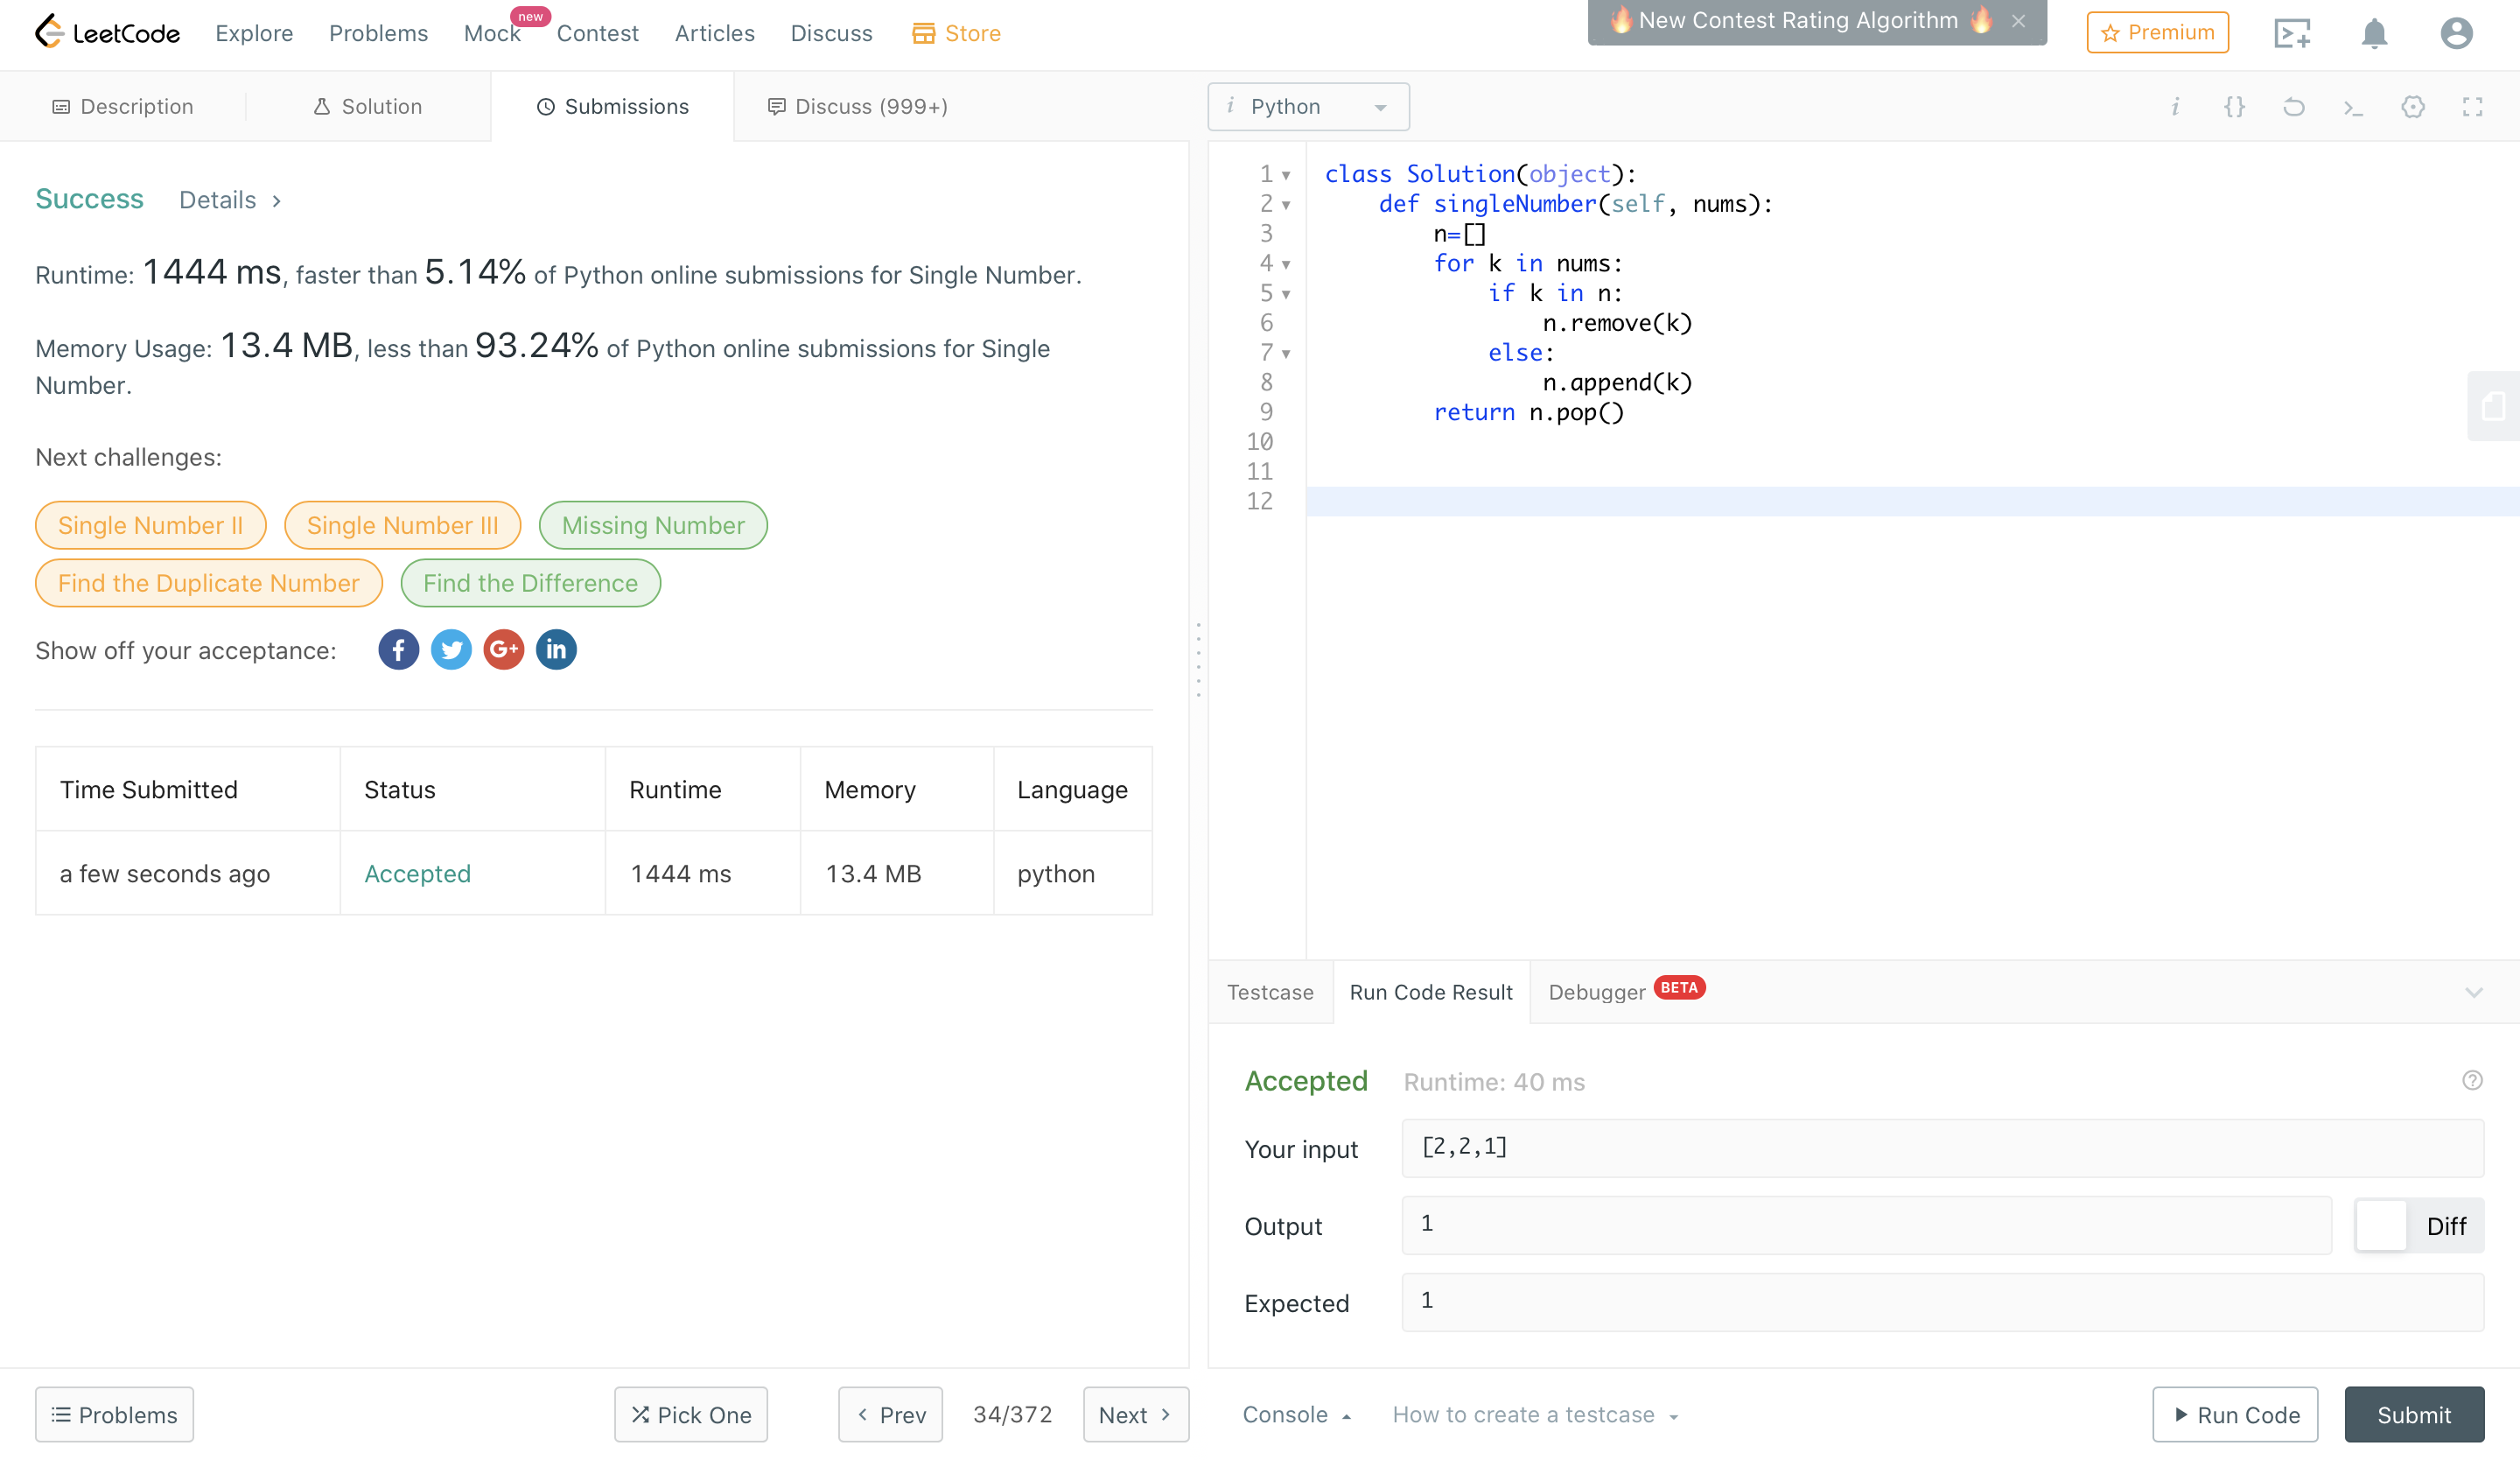 LeetCode
Explore
Problems
Mock
new
Contest
Articles
Discuss
Store
🔥New Contest Rating Algorithm 🔥 ×
Premium
Description
Solution
Submissions
Discuss (999+)
i Python
Success
Details >
Runtime: 1444 ms, faster than 5.14% of Python online submissions for Single Number.
Memory Usage: 13.4 MB, less than 93.24% of Python online submissions for Single
Number.
Next challenges:
Single Number II
Single Number III
Missing Number
Find the Duplicate Number
Find the Difference
Show off your acceptance:
f
G+
in
Time Submitted
Status
Runtime
Memory
Language
a few seconds ago
Accepted
1444 ms
13.4 MB
python
1 class Solution(object):
2     def singleNumber(self, nums):
3         n=[]
4         for k in nums:
5             if k in n:
6                 n.remove(k)
7             else:
8                 n.append(k)
9         return n.pop()
10
11
12
Testcase
Run Code Result
Debugger
BETA
Accepted
Runtime: 40 ms
Your input
[2,2,1]
Output
1
Diff
Expected
1
Problems
Pick One
Prev
34/372
Next
Console
How to create a testcase
Run Code
Submit